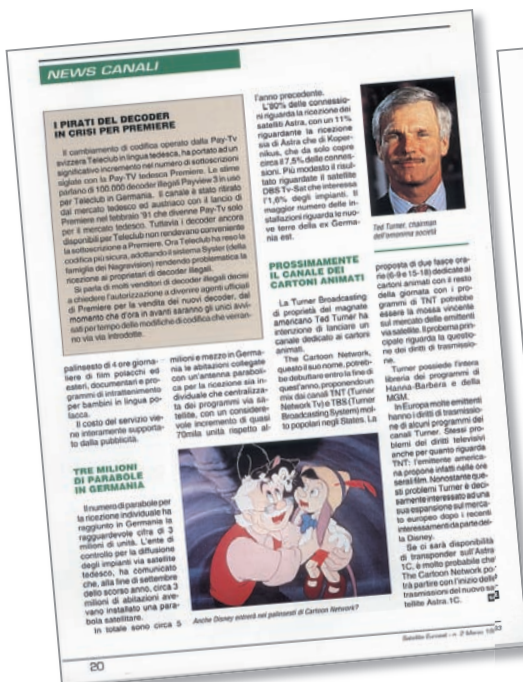 NEWS CANALI
I PIRATI DEL DECODER
IN CRISI PER PREMIERE
Il cambiamento di codifica operato dalla Pay-Tv
svizzera Teleclub in lingua tedesca, ha portato ad un
significativo incremento nel numero di sottoscrizioni
siglate con la Pay-TV tedesca Premiere. Le stime
parlano di 100.000 decoder illegali Payview 3 in uso
per Teleclub in Germania. Il canale è stato ritirato
dal mercato tedesco ed austriaco con il lancio di
Premiere nel febbraio '91 che divenne Pay-Tv solo
per il mercato tedesco. Tuttavia i decoder ancora
disponibili per Teleclub non rendevano conveniente
la sottoscrizione a Premiere. Ora Teleclub ha reso la
codifica più sicura, adottando il sistema Syster (della
famiglia dei Nagravision) rendendo problematica la
ricezione ai proprietari di decoder illegali.
Si parla di molti venditori di decoder illegali decisi
a chiedere l'autorizzazione a divenire agenti ufficiali
di Premiere per la vendita dei nuovi decoder, dal
momento che d'ora in avanti saranno gli unici avvi-
sati per tempo delle modifiche di codifica che verran-
no via via introdotte.
palinsesto di 4 ore giorna-
liere di film polacchi ed
esteri, documentari e pro-
grammi di intrattenimento
per bambini in lingua po-
lacca.
Il costo del servizio vie-
ne interamente supporta-
to dalla pubblicità.
TRE MILIONI
DI PARABOLE
IN GERMANIA
Il numero di parabole per
la ricezione individuale ha
raggiunto in Germania la
ragguardevole cifra di 3
milioni di unità. L'ente di
controllo per la diffusione
degli impianti via satellite
tedesco, ha comunicato
che, alla fine di settembre
dello scorso anno, circa 3
milioni di abitazioni ave-
vano installato una para-
bola satellitare.
In totale sono circa 5
milioni e mezzo in Germa-
nia le abitazioni collegate
con un'antenna paraboli-
ca per la ricezione sia in-
dividuale che centralizza-
ta dei programmi via sa-
tellite, con un considere-
vole incremento di quasi
70mila unità rispetto al-
l'anno precedente.
L'80% delle connessio-
ni riguarda la ricezione dei
satelliti Astra, con un 11%
riguardante la ricezione
sia di Astra che di Koper-
nikus, che da solo copre
circa il 7,5% delle connes-
sioni. Più modesto il risul-
tato riguardate il satellite
DBS Tv-Sat che interessa
l'1,6% degli impianti. Il
maggior numero delle in-
stallazioni riguarda le nuo-
ve terre della ex Germa-
nia est.
PROSSIMAMENTE
IL CANALE DEI
CARTONI ANIMATI
La Turner Broadcasting
di proprietà del magnate
americano Ted Turner ha
intenzione di lanciare un
canale dedicato ai cartoni
animati.
The Cartoon Network,
questo il suo nome, potreb-
be debuttare entro la fine di
quest'anno, proponendo un
mix dai canali TNT (Turner
Network Tv) e TBS (Turner
Broadcasting System) mol-
to popolari negli States. La
Ted Turner, chairman
dell'omonima società
proposta di due fasce ora-
rie (6-9 e 15-18) dedicate ai
cartoni animati con il resto
della giornata con i pro-
grammi di TNT potrebbe
essere la mossa vincente
sul mercato delle emittenti
via satellite. Il problema prin-
cipale riguarda la questio-
ne dei diritti di trasmissio-
ne.
Turner possiede l'intera
libreria dei programmi di
Hanna-Barbera e della
MGM.
In Europa molte emittenti
hanno i diritti di trasmissio-
ne di alcuni programmi dei
canali Turner. Stessi pro-
blemi dei diritti televisivi
anche per quanto riguarda
TNT: l'emittente america-
na propone infatti nelle ore
serali film. Nonostante que-
sti problemi Turner è deci-
samente interessato ad una
sua espansione sul merca-
to europeo dopo i recenti
interessamenti da parte del-
la Disney.
Se ci sarà disponibilità
di transponder sull'Astra
1C, è molto probabile che
The Cartoon Network po-
trà partire con l'inizio delle
trasmissioni del nuovo sa-
tellite Astra 1C.
Anche Disney entrerà nel palinsesti di Cartoon Network?
20
Satellite Eurosat - n. 2 Marzo